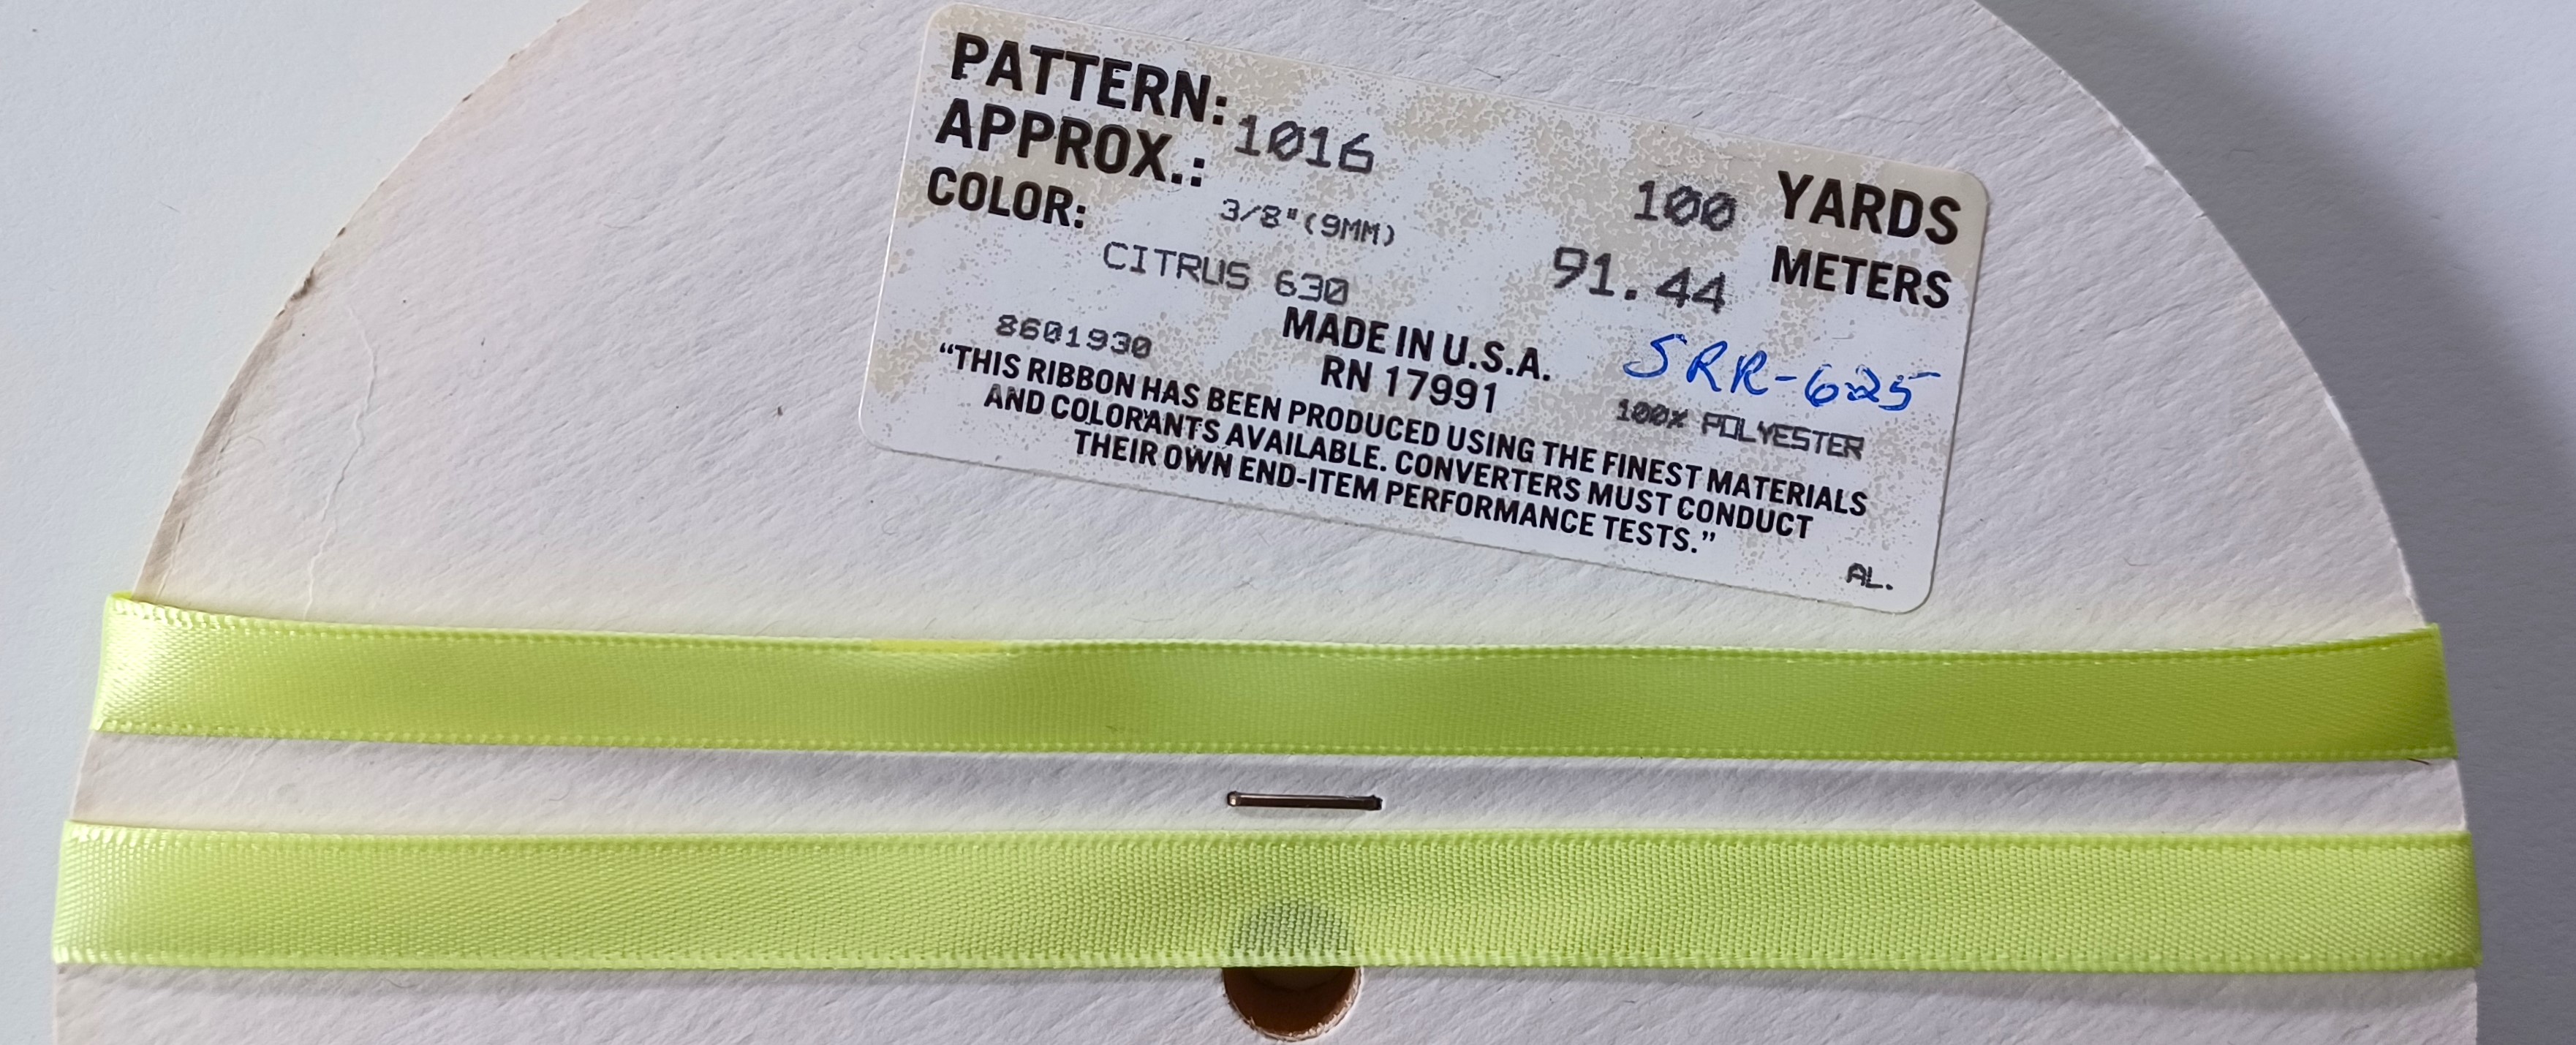 PATTERN: 1016
APPROX.: 3/8"(9MM) 100 YARDS
COLOR: CITRUS 630 91.44 METERS
8601930 MADE IN U.S.A. SRR-625
RN 17991 100% POLYESTER
“THIS RIBBON HAS BEEN PRODUCED USING THE FINEST MATERIALS
AND COLORANTS AVAILABLE. CONVERTERS MUST CONDUCT
THEIR OWN END-ITEM PERFORMANCE TESTS.”
AL.